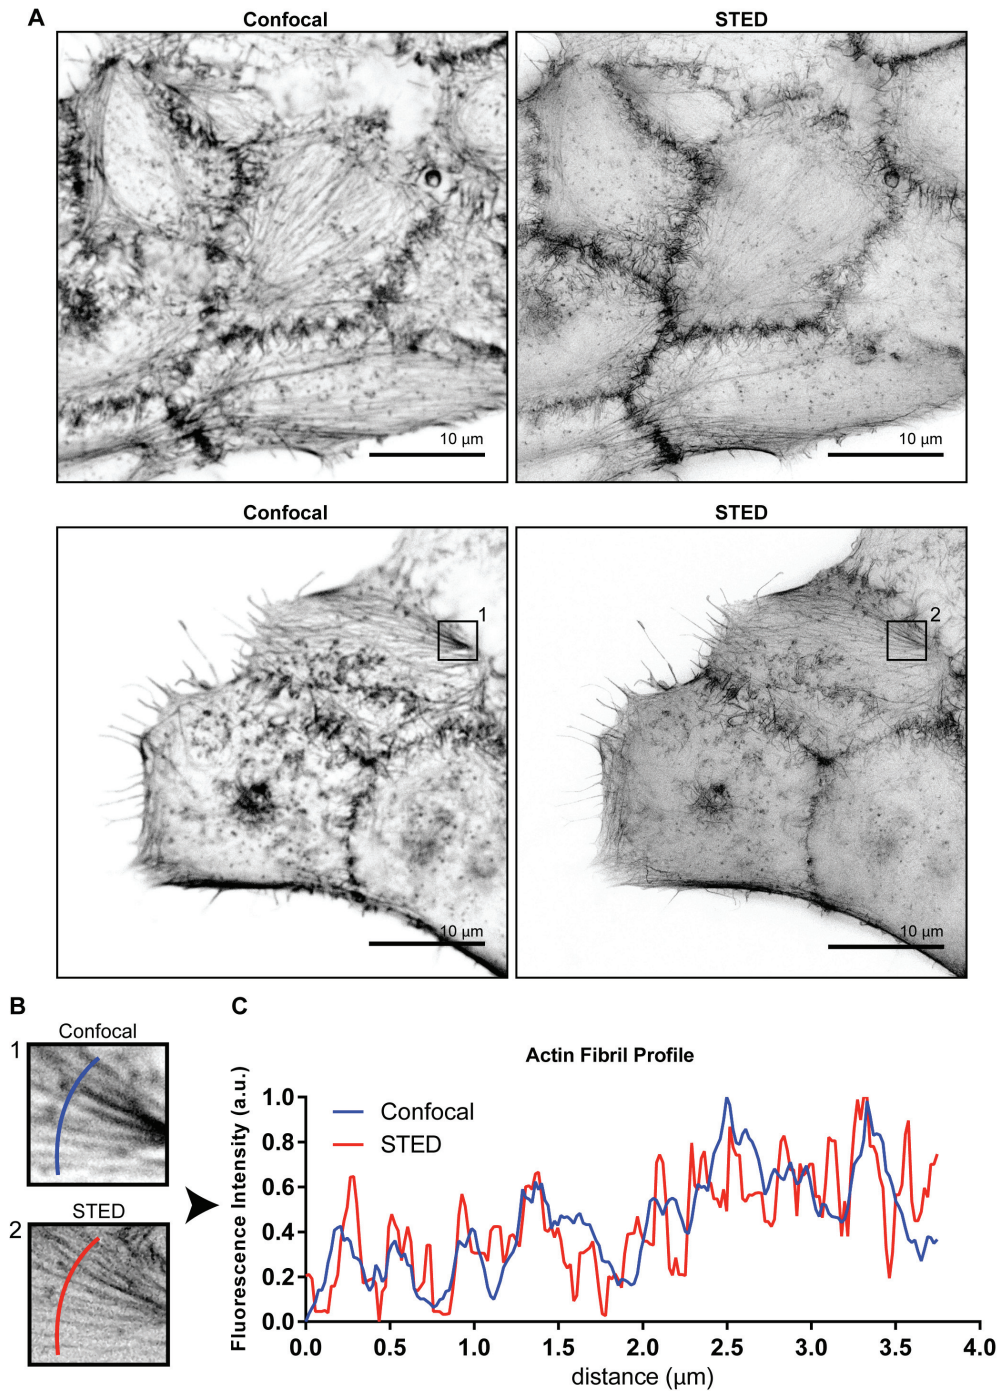 A
Confocal
STED
10 µm
10 µm
Confocal
STED
1
2
10 µm
10 µm
B
C
Confocal
1
STED
2
Actin Fibril Profile
Fluorescence Intensity (a.u.)
1.0
0.8
0.6
0.4
0.2
0.0
Confocal
STED
0.0
0.5
1.0
1.5
2.0
2.5
3.0
3.5
4.0
distance (µm)